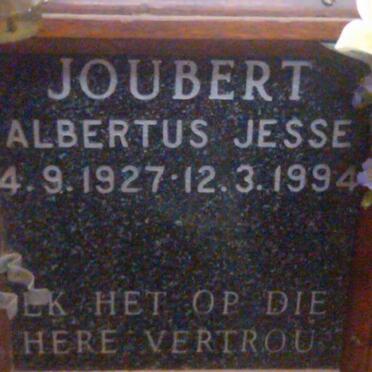 JOUBERT
ALBERTUS JESSE
4.9.1927·12.3.1994
EK HET OP DIE
HERE VERTROU